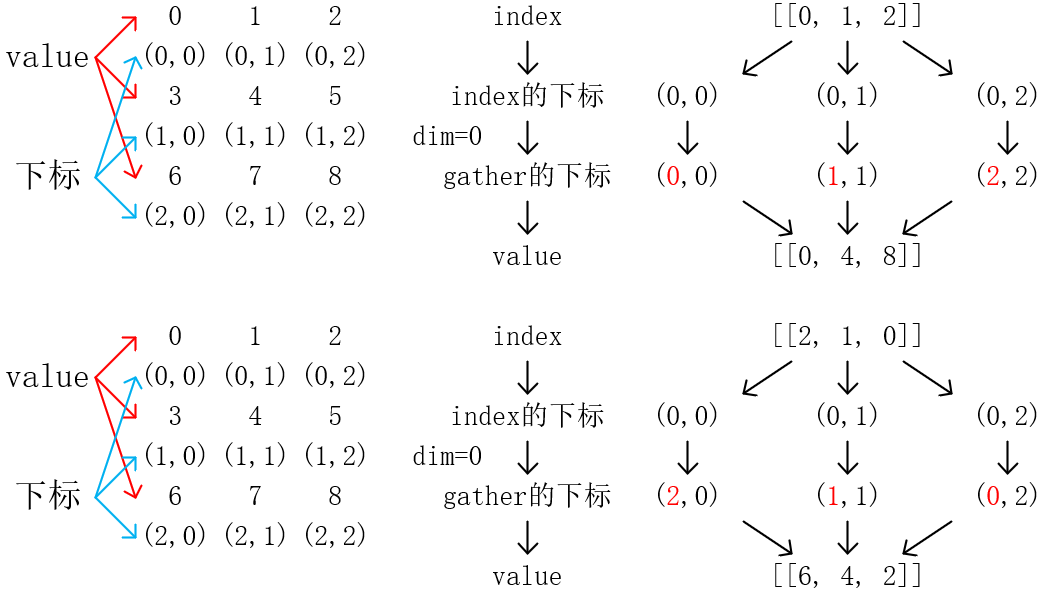 0 1 2 index [[0, 1, 2]]
value (0,0) (0,1) (0,2)
3 4 5 index的下标 (0,0) (0,1) (0,2)
(1,0) (1,1) (1,2) dim=0
下标 6 7 8 gather的下标 (0,0) (1,1) (2,2)
(2,0) (2,1) (2,2)
value [[0, 4, 8]]
0 1 2 index [[2, 1, 0]]
value (0,0) (0,1) (0,2)
3 4 5 index的下标 (0,0) (0,1) (0,2)
(1,0) (1,1) (1,2) dim=0
下标 6 7 8 gather的下标 (2,0) (1,1) (0,2)
(2,0) (2,1) (2,2)
value [[6, 4, 2]]